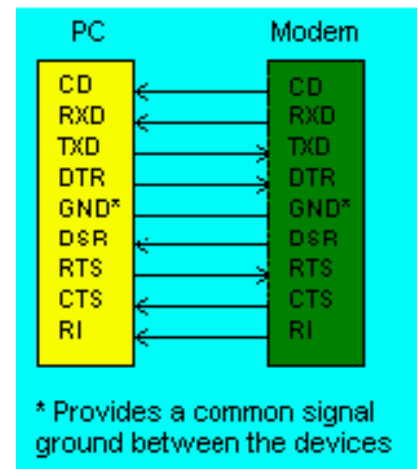 PC Modem
CD CD
RXD RXD
TXD TXD
DTR DTR
GND* GND*
DSR DSR
RTS RTS
CTS CTS
RI RI
* Provides a common signal
ground between the devices